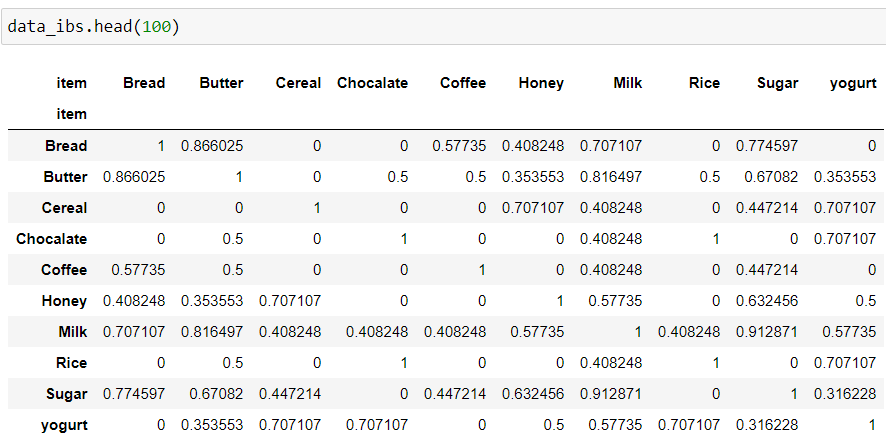 data_ibs.head(100)
item Bread Butter Cereal Chocalate Coffee Honey Milk Rice Sugar yogurt
item
Bread 1 0.866025 0 0 0.57735 0.408248 0.707107 0 0.774597 0
Butter 0.866025 1 0 0.5 0.5 0.353553 0.816497 0.5 0.67082 0.353553
Cereal 0 0 1 0 0 0.707107 0.408248 0 0.447214 0.707107
Chocalate 0 0.5 0 1 0 0 0.408248 1 0 0.707107
Coffee 0.57735 0.5 0 0 1 0 0.408248 0 0.447214 0
Honey 0.408248 0.353553 0.707107 0 0 1 0.57735 0 0.632456 0.5
Milk 0.707107 0.816497 0.408248 0.408248 0.408248 0.57735 1 0.408248 0.912871 0.57735
Rice 0 0.5 0 1 0 0 0.408248 1 0 0.707107
Sugar 0.774597 0.67082 0.447214 0 0.447214 0.632456 0.912871 0 1 0.316228
yogurt 0 0.353553 0.707107 0.707107 0 0.5 0.57735 0.707107 0.316228 1